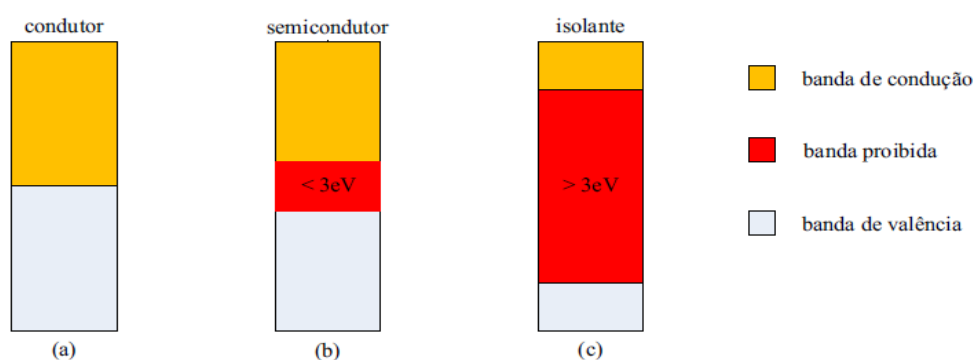 condutor
semicondutor
isolante
banda de condução
banda proibida
< 3eV
> 3eV
banda de valência
(a)
(b)
(c)